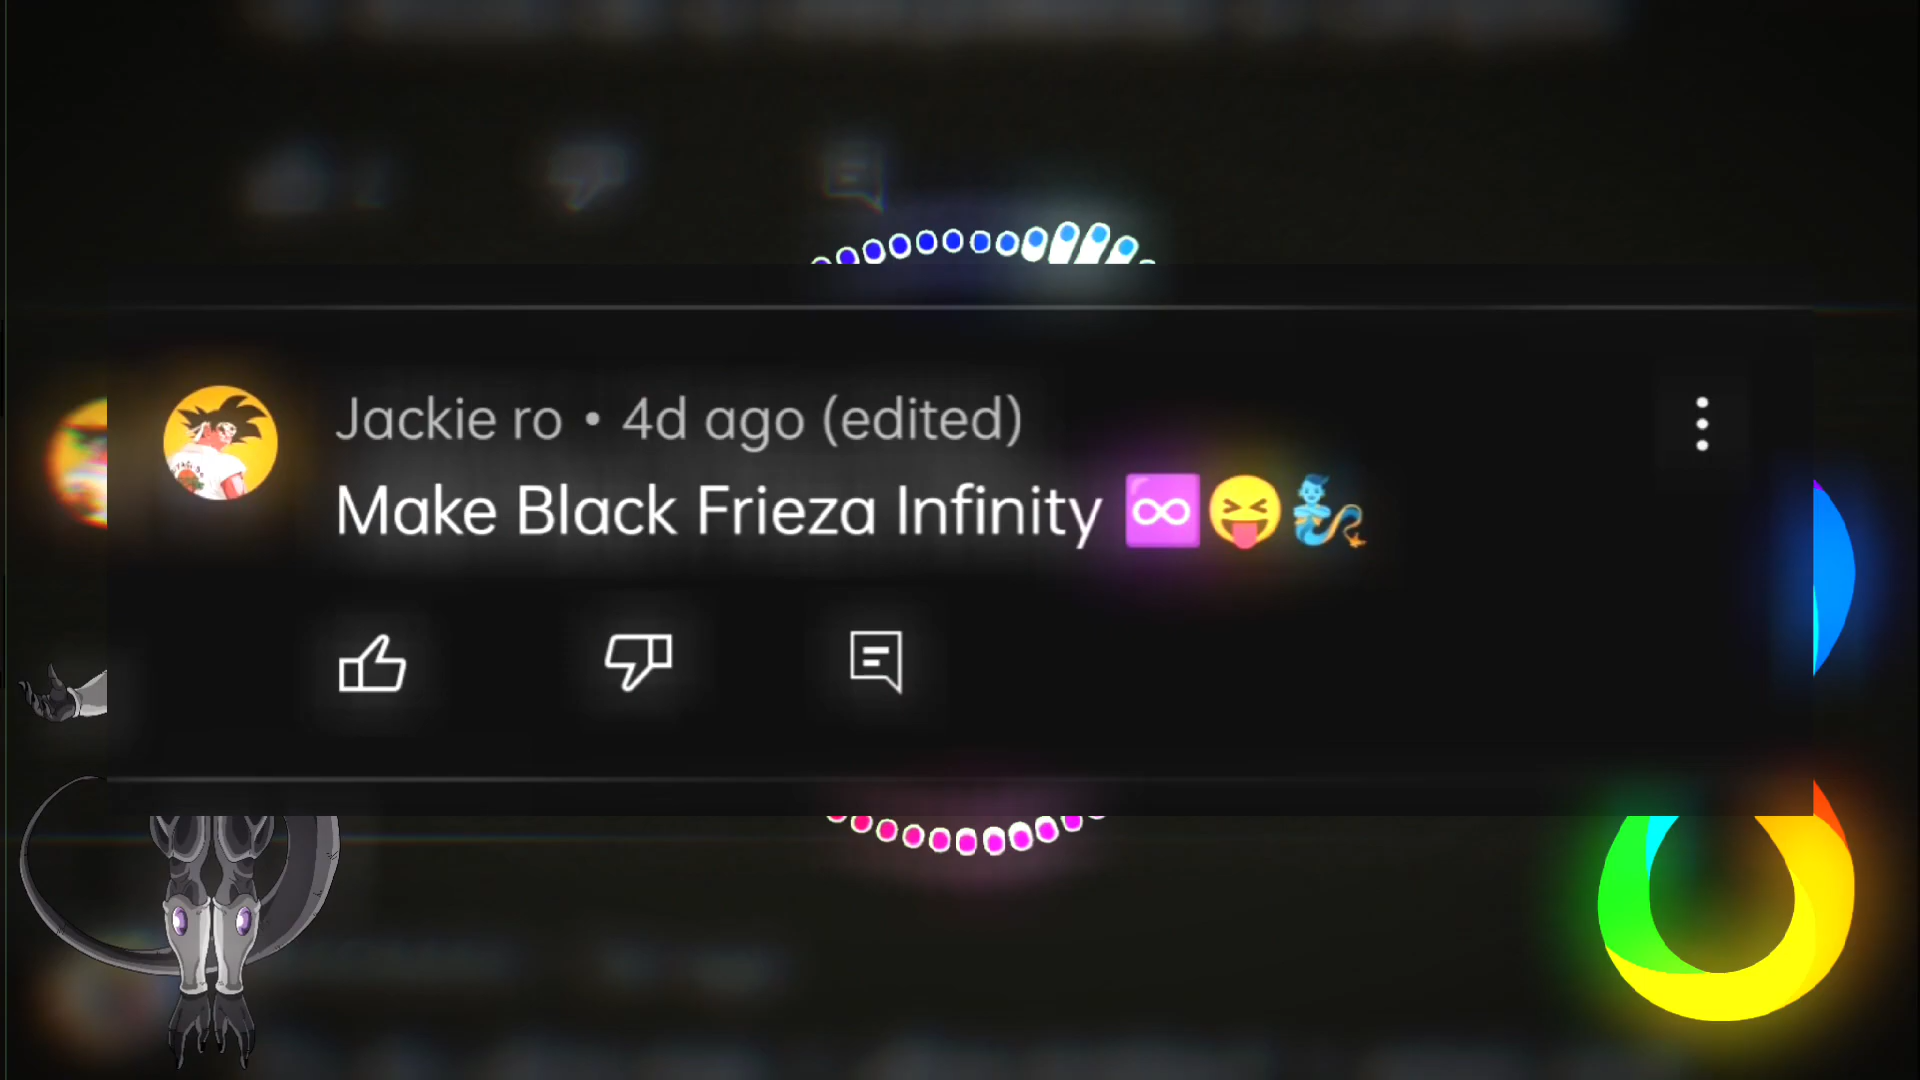 Jackie ro • 4d ago (edited)
Make Black Frieza Infinity ♾️😝🧞‍♂️